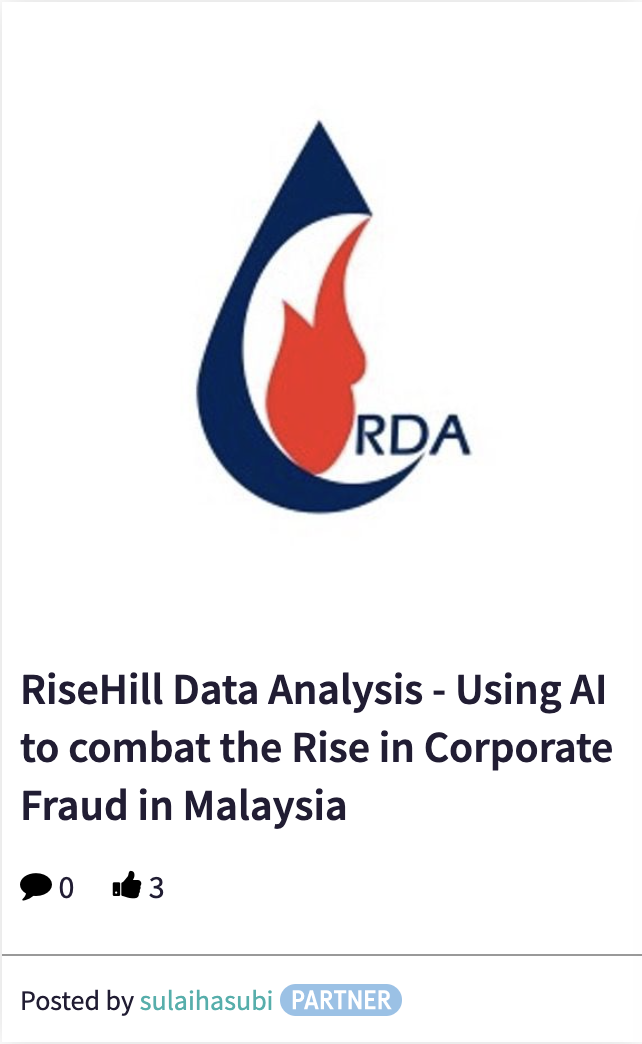 RDA
RiseHill Data Analysis - Using AI
to combat the Rise in Corporate
Fraud in Malaysia
0 3
Posted by sulaihasubi PARTNER